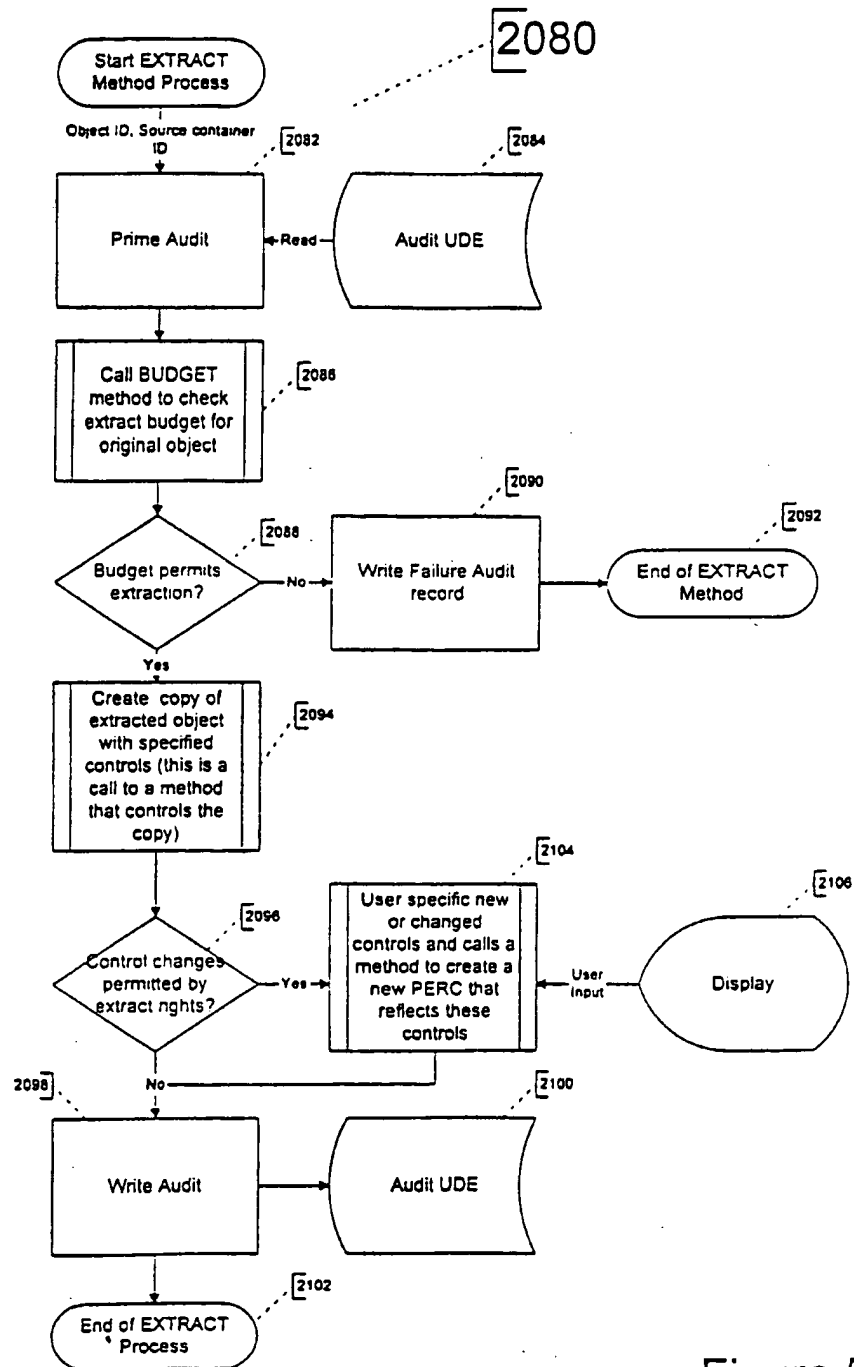 2080
Start EXTRACT
Method Process
Object ID, Source container
ID
2082
2084
Prime Audit
Read
Audit UDE
Call BUDGET
method to check
extract budget for
original object
2086
2088
Budget permits
extraction?
No
2090
Write Failure Audit
record
2092
End of EXTRACT
Method
Yes
Create copy of
extracted object
with specified
controls (this is a
call to a method
that controls the
copy)
2094
2096
Control changes
permitted by
extract rights?
Yes
2104
User specific new
or changed
controls and calls a
method to create a
new PERC that
reflects these
controls
User
Input
2106
Display
No
2098
Write Audit
2100
Audit UDE
2102
End of EXTRACT
Process